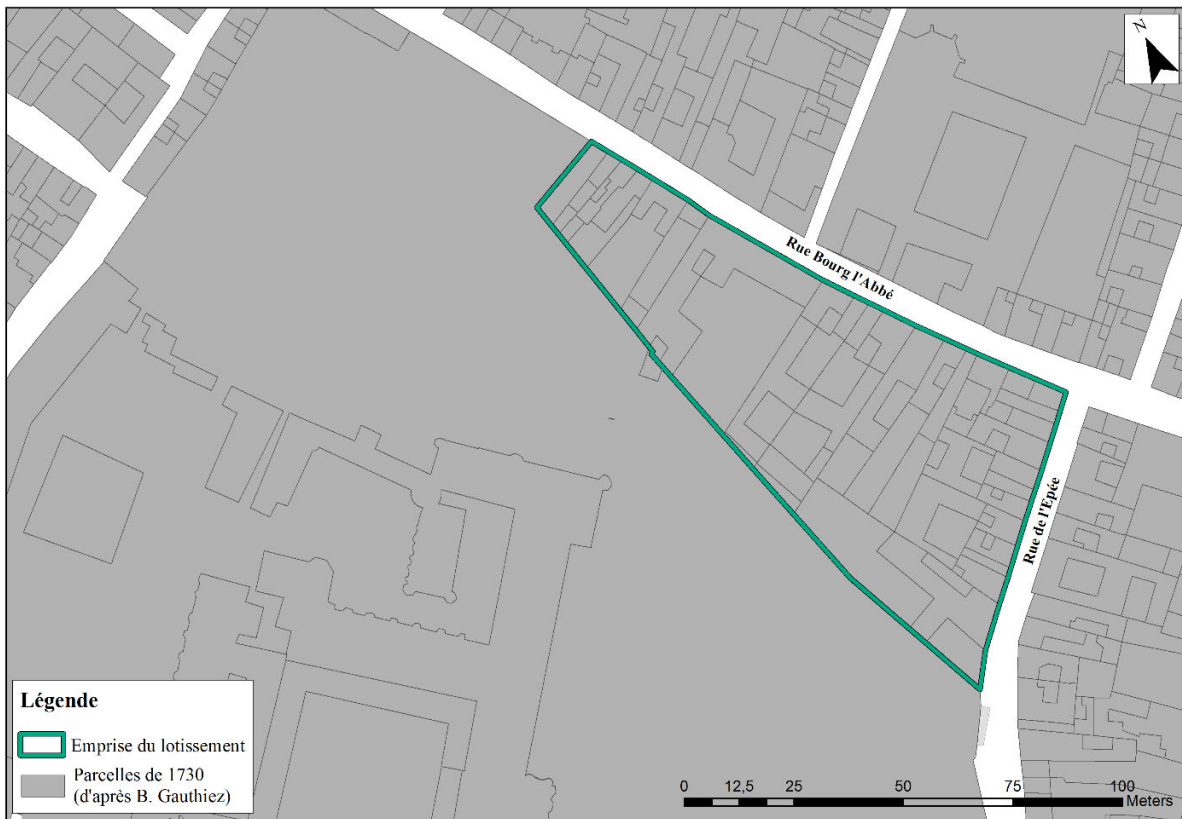 N
Rue Bourg l'Abbé
Rue de l'Epée
Légende
Emprise du lotissement
Parcelles de 1730
(d'après B. Gauthiez)
0 12,5 25 50 75 100
Meters